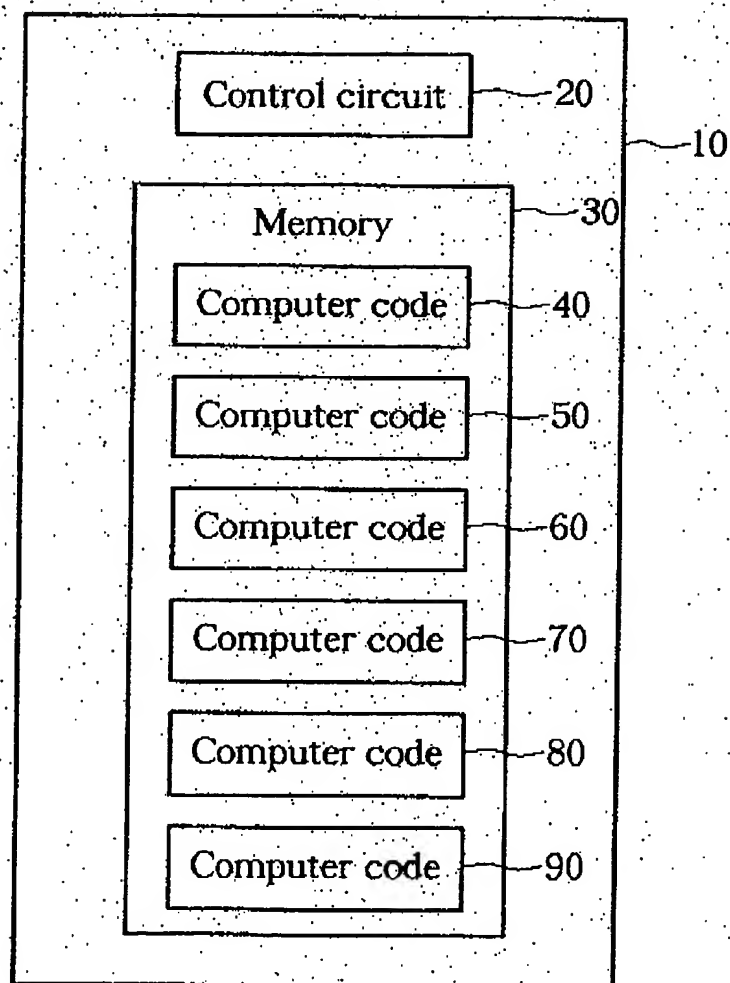 Control circuit 20
10
Memory 30
Computer code 40
Computer code 50
Computer code 60
Computer code 70
Computer code 80
Computer code 90